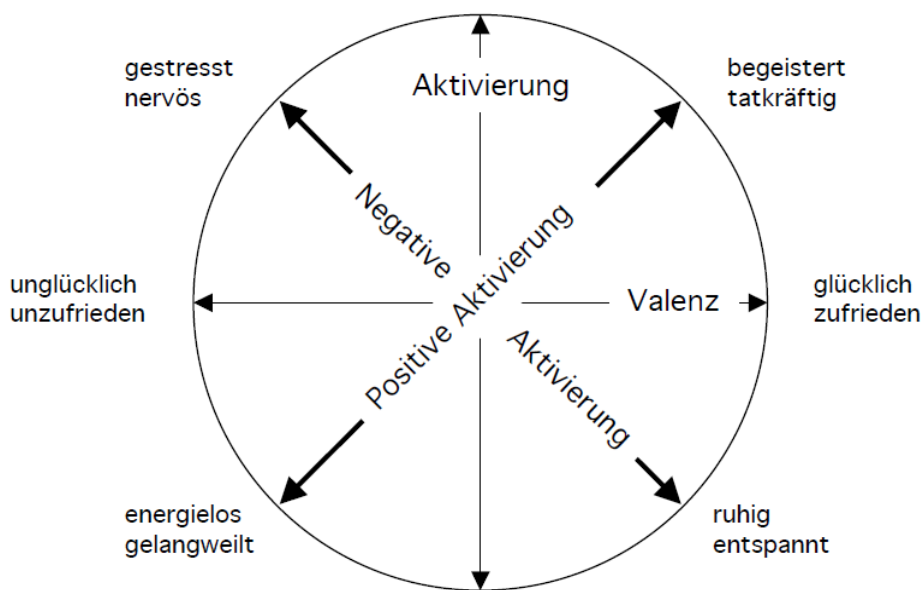 gestresst
nervös
Aktivierung
begeistert
tatkräftig
Negative
Aktivierung
unglücklich
unzufrieden
Positive Aktivierung
Valenz
glücklich
zufrieden
energielos
gelangweilt
ruhig
entspannt